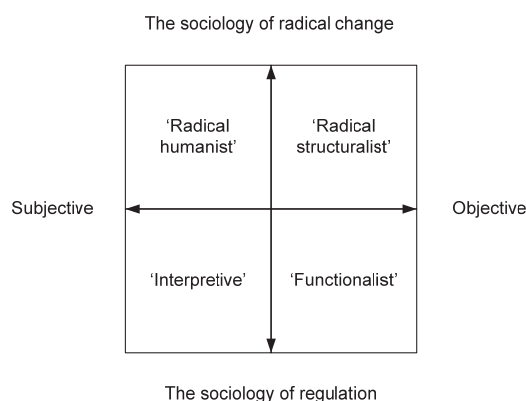 The sociology of radical change
‘Radical
humanist’
‘Radical
structuralist’
Subjective
Objective
‘Interpretive’
‘Functionalist’
The sociology of regulation